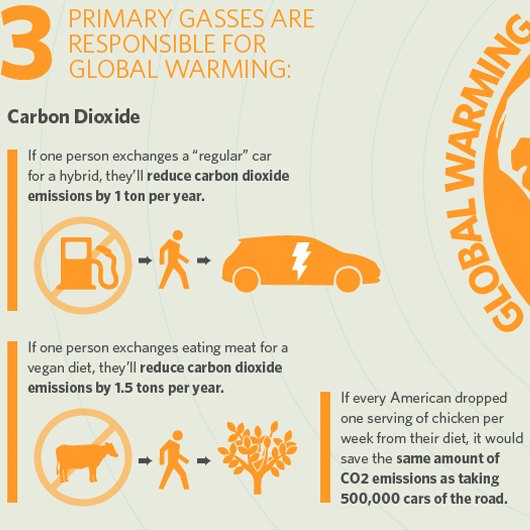 3 PRIMARY GASSES ARE
RESPONSIBLE FOR
GLOBAL WARMING:
Carbon Dioxide
If one person exchanges a “regular” car
for a hybrid, they’ll reduce carbon dioxide
emissions by 1 ton per year.
GLOBAL WARMING
If one person exchanges eating meat for a
vegan diet, they’ll reduce carbon dioxide
emissions by 1.5 tons per year.
If every American dropped
one serving of chicken per
week from their diet, it would
save the same amount of
CO2 emissions as taking
500,000 cars of the road.